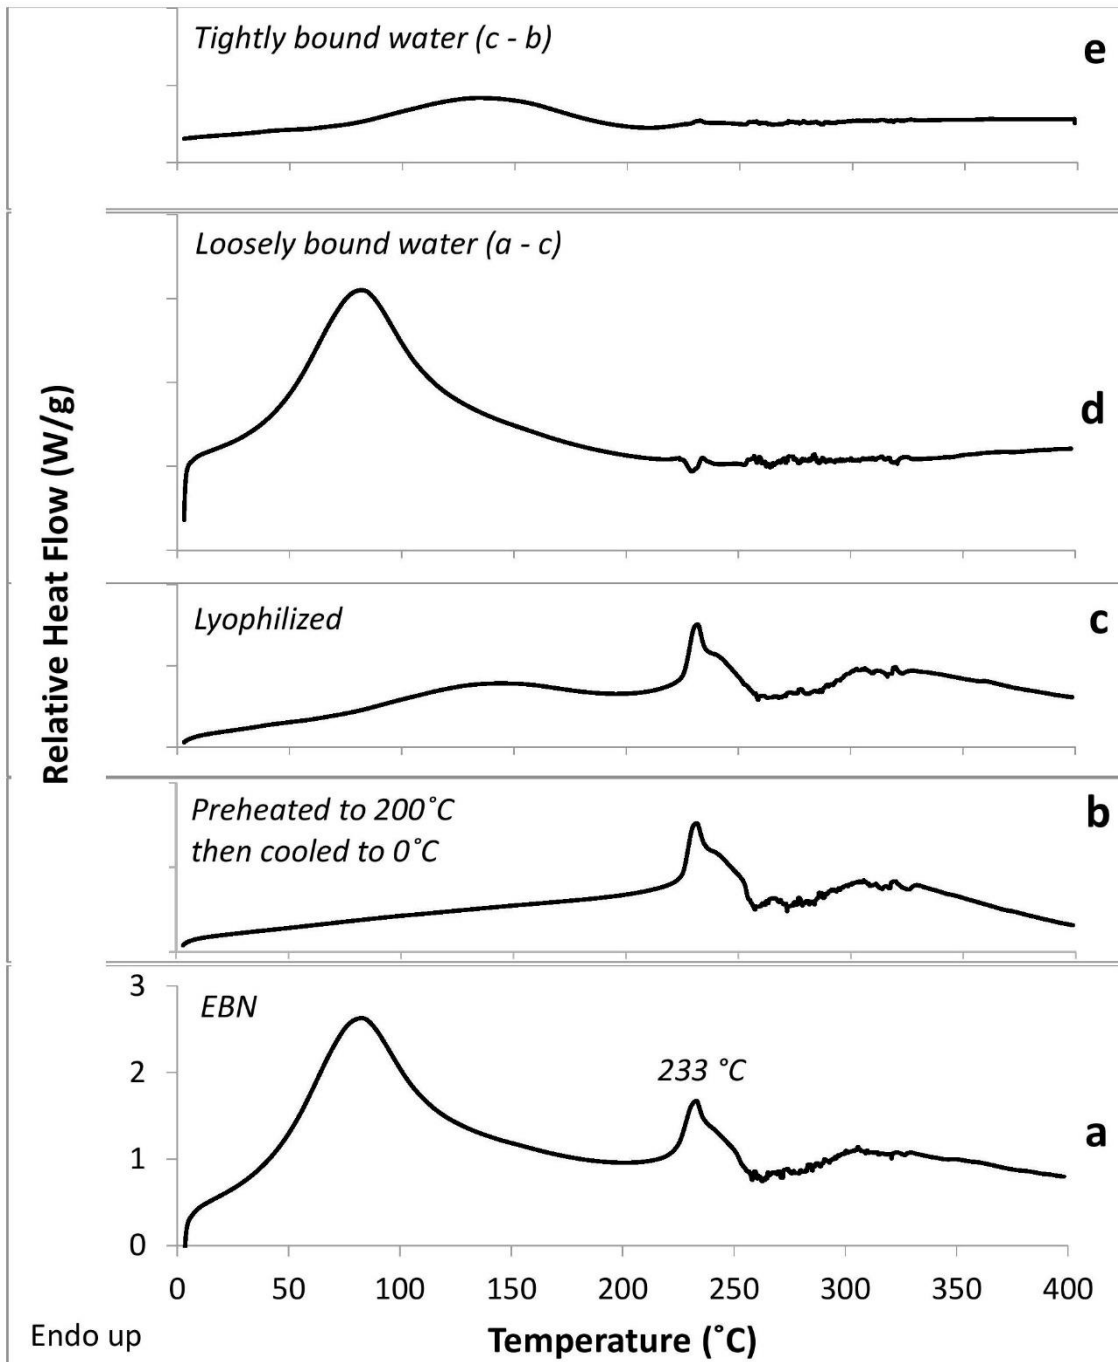 Tightly bound water (c - b)
e
Loosely bound water (a - c)
d
Relative Heat Flow (W/g)
Lyophilized
c
Preheated to 200˚C
then cooled to 0˚C
b
EBN
233 °C
a
3
2
1
0
0 50 100 150 200 250 300 350 400
Endo up
Temperature (˚C)